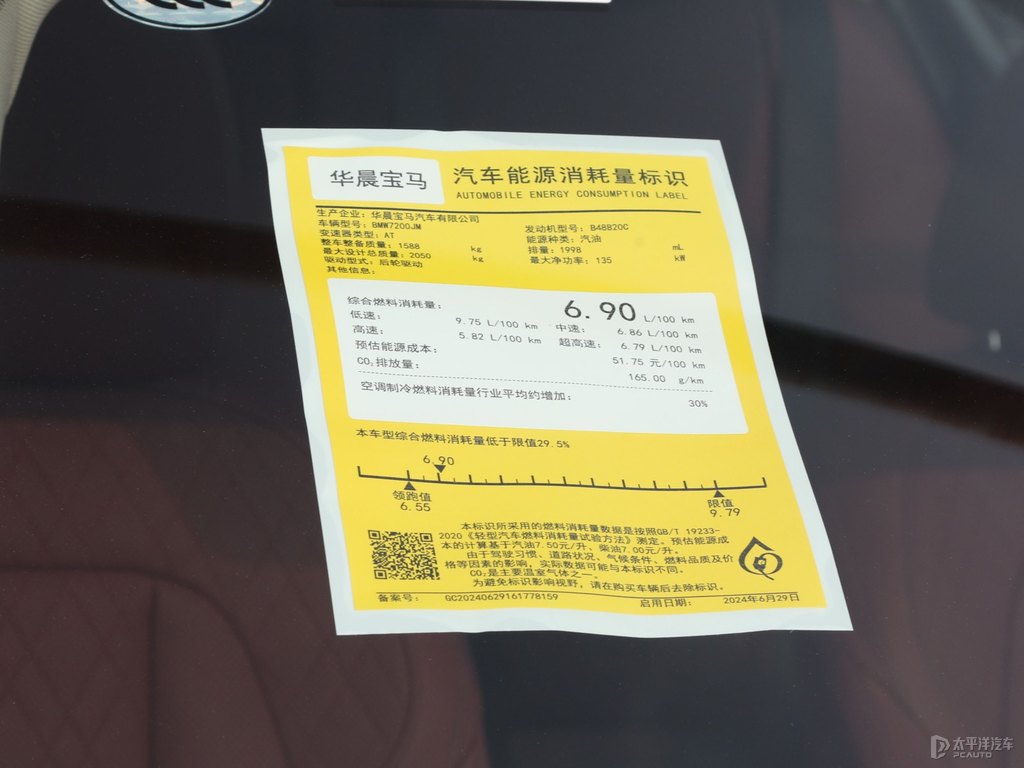 华晨宝马
汽车能源消耗量标识
AUTOMOBILE ENERGY CONSUMPTION LABEL
生产企业：华晨宝马汽车有限公司
车辆型号：BMW7200JM 发动机型号：B48B20C
变速器类型：AT 能源种类：汽油
整车整备质量：1588 kg 排量：1998 mL
最大设计总质量：2050 kg 最大净功率：135 kW
驱动型式：后轮驱动
其他信息：
综合燃料消耗量： 6.90 L/100 km
低速： 9.75 L/100 km 中速： 6.86 L/100 km
高速： 5.82 L/100 km 超高速： 6.79 L/100 km
预估能源成本： 51.75 元/100 km
CO₂排放量： 165.00 g/km
空调制冷燃料消耗量行业平均约增加： 30%
本车型综合燃料消耗量低于限值29.5%
6.90
领跑值 限值
6.55 9.79
本标识所采用的燃料消耗量数据是按照GB/T 19233-
2020《轻型汽车燃料消耗量试验方法》测定。预估能源成
本的计算基于汽油7.50元/升、柴油7.00元/升。
由于驾驶习惯、道路状况、气候条件、燃料品质及价
格等因素的影响，实际数据可能与本标识不同。
CO₂是主要温室气体之一。
为避免标识影响视野，请在购买车辆后去除标识。
备案号： GC20240629161778159 启用日期： 2024年6月29日
太平洋汽车
PCAUTO